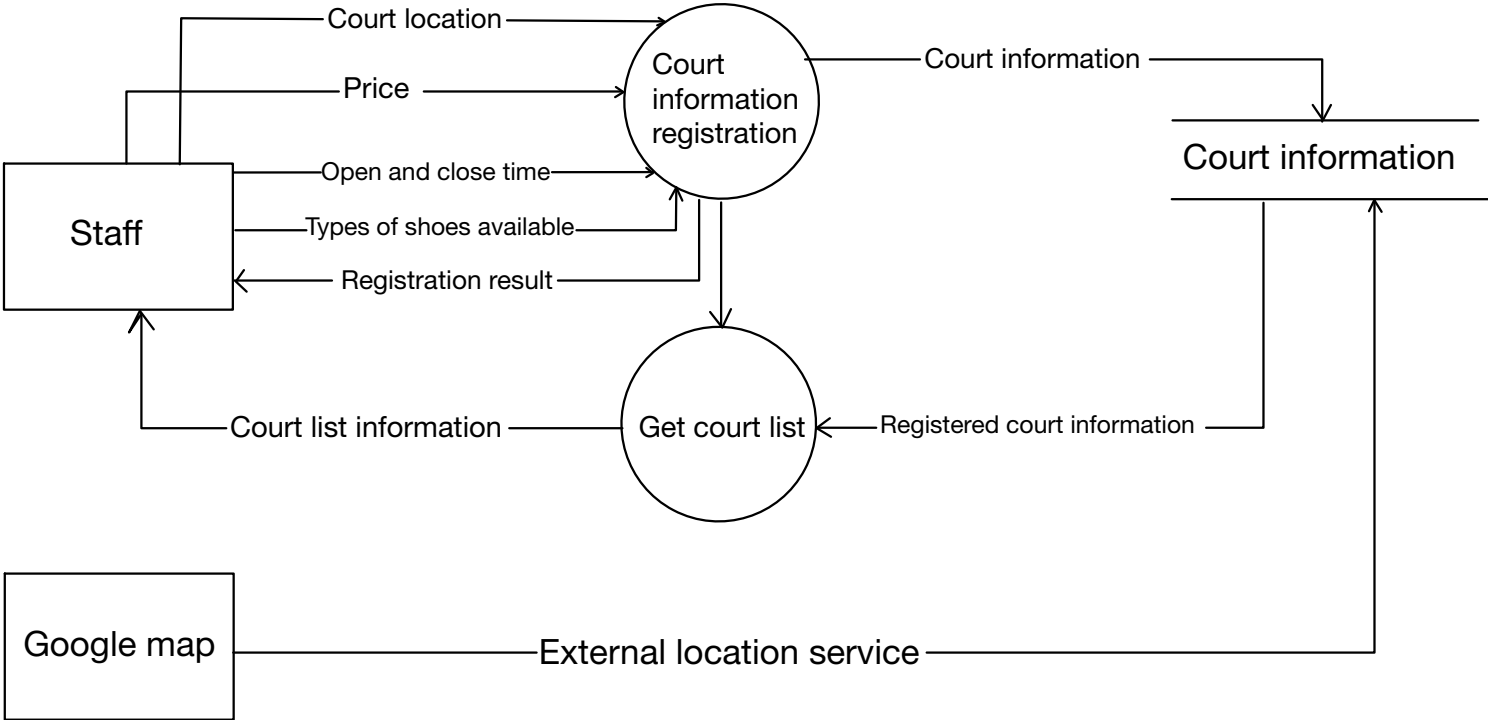 Court location
Court
information
registration
Court information
Price
Court information
Open and close time
Staff
Types of shoes available
Registration result
Court list information
Get court list
Registered court information
Google map
External location service